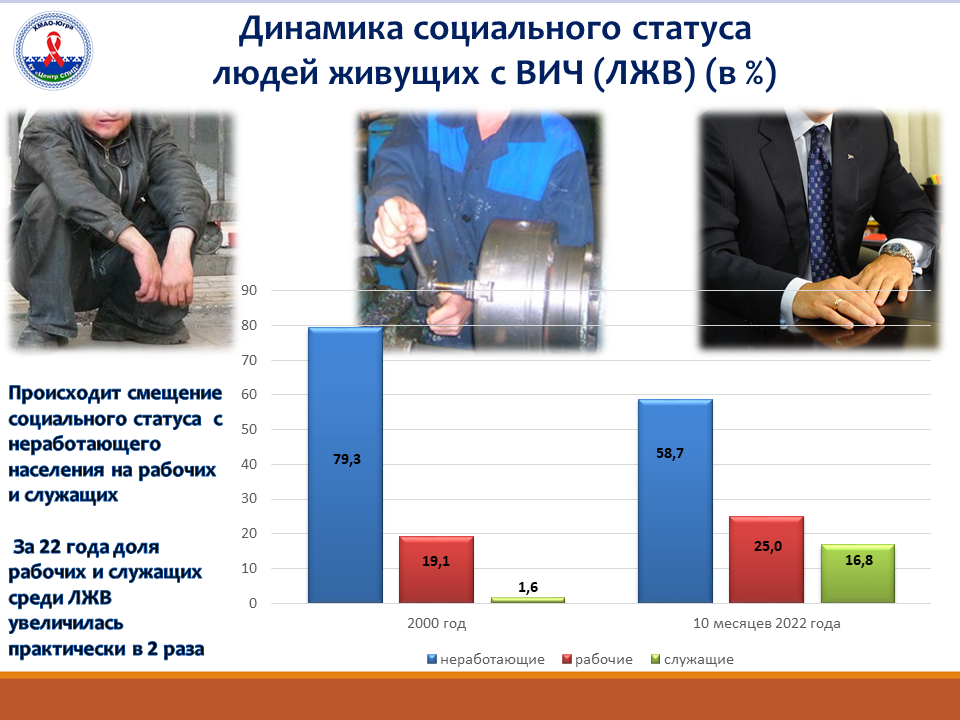 ХМАО-Югра
КУ «Центр СПИД»
Динамика социального статуса
людей живущих с ВИЧ (ЛЖВ) (в %)
Происходит смещение
социального статуса с
неработающего
населения на рабочих
и служащих
За 22 года доля
рабочих и служащих
среди ЛЖВ
увеличилась
практически в 2 раза
90
80
70
60
50
40
30
20
10
0
79,3
19,1
1,6
58,7
25,0
16,8
2000 год
10 месяцев 2022 года
неработающие
рабочие
служащие